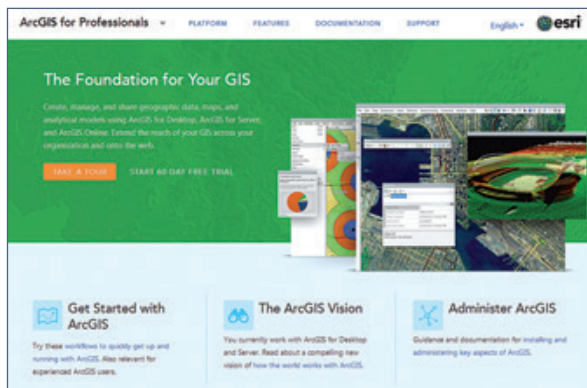 ArcGIS for Professionals PLATFORM FEATURES DOCUMENTATION SUPPORT English esri
The Foundation for Your GIS
Create, manage, and share geographic data, maps, and
analytical models using ArcGIS for Desktop, ArcGIS for Server,
and ArcGIS Online. Extend the reach of your GIS across your
organization and onto the web.
TAKE A TOUR START 60 DAY FREE TRIAL
Get Started with
ArcGIS
Try these workflows to quickly get up and
running with ArcGIS. Also relevant for
experienced ArcGIS users.
The ArcGIS Vision
You currently work with ArcGIS for Desktop
and Server. Read about a compelling new
vision of how the world works with ArcGIS.
Administer ArcGIS
Guidance and documentation for installing and
administering key aspects of ArcGIS.